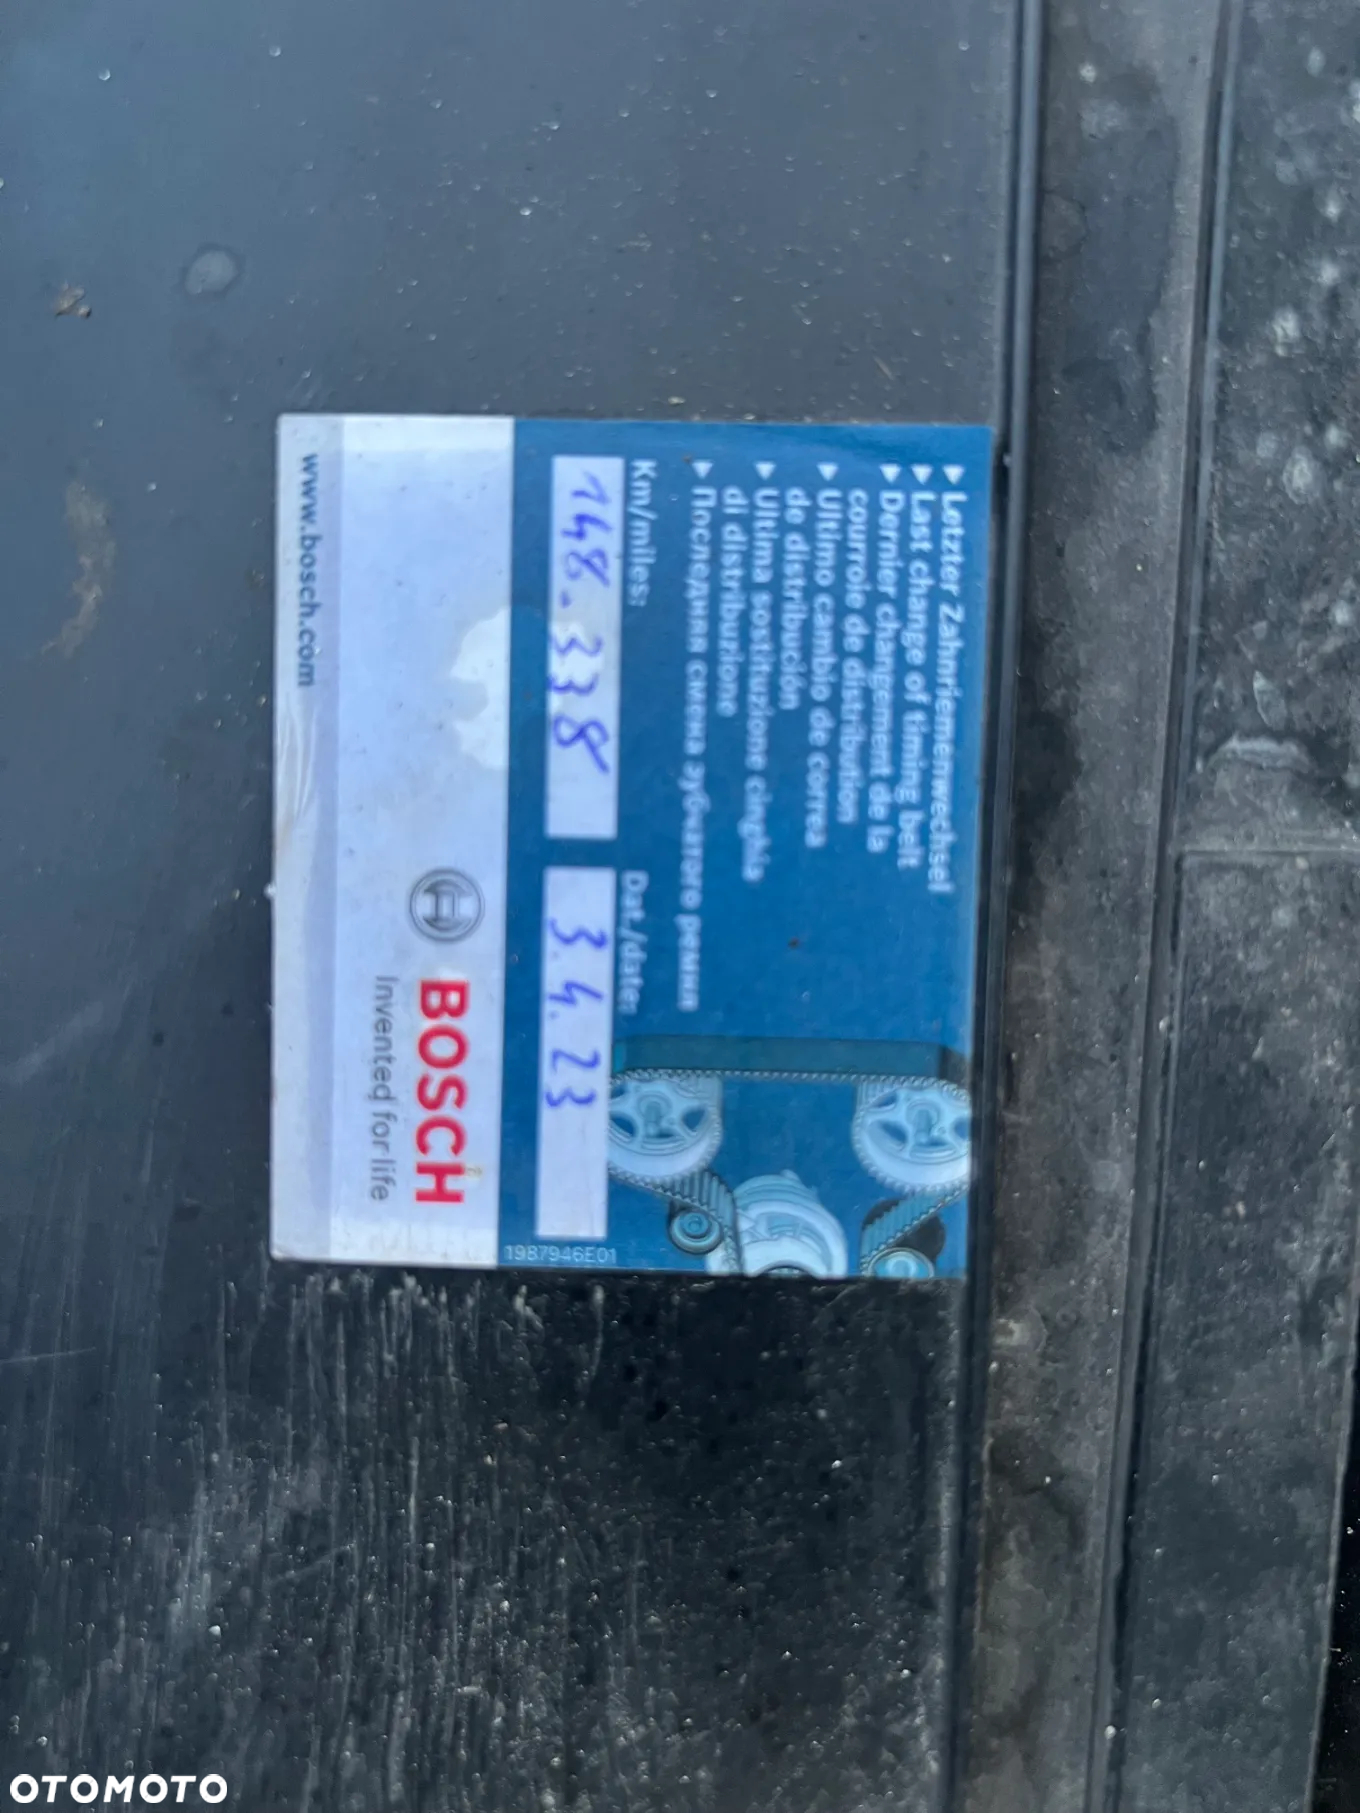 ▶ Letzter Zahnriemenwechsel
▶ Last change of timing belt
▶ Dernier changement de la
courroie de distribution
▶ Ultimo cambio de correa
de distribución
▶ Ultima sostituzione cinghia
di distribuzione
▶ Последняя смена зубчатого ремня
Km/miles: Dat./date:
148.338 3.4.23
1987946E01
BOSCH
Invented for life
www.bosch.com
OTOMOTO